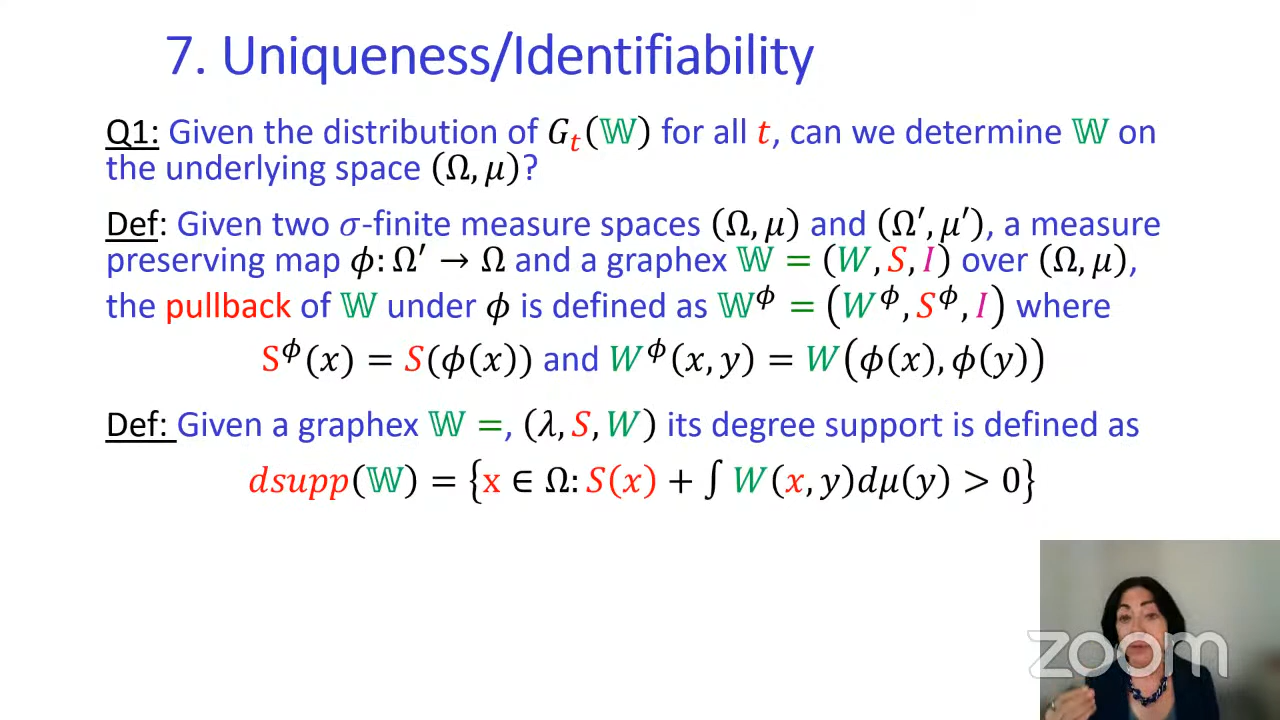 7. Uniqueness/Identifiability
Q1: Given the distribution of G_t(𝕎) for all t, can we determine 𝕎 on
the underlying space (Ω, μ)?
Def: Given two σ-finite measure spaces (Ω, μ) and (Ω′, μ′), a measure
preserving map ϕ: Ω′ → Ω and a graphex 𝕎 = (W, S, I) over (Ω, μ),
the pullback of 𝕎 under ϕ is defined as 𝕎^ϕ = (W^ϕ, S^ϕ, I) where
S^ϕ(x) = S(ϕ(x)) and W^ϕ(x, y) = W(ϕ(x), ϕ(y))
Def: Given a graphex 𝕎 =, (λ, S, W) its degree support is defined as
dsupp(𝕎) = {x ∈ Ω: S(x) + ∫ W(x, y)dμ(y) > 0}
zoom